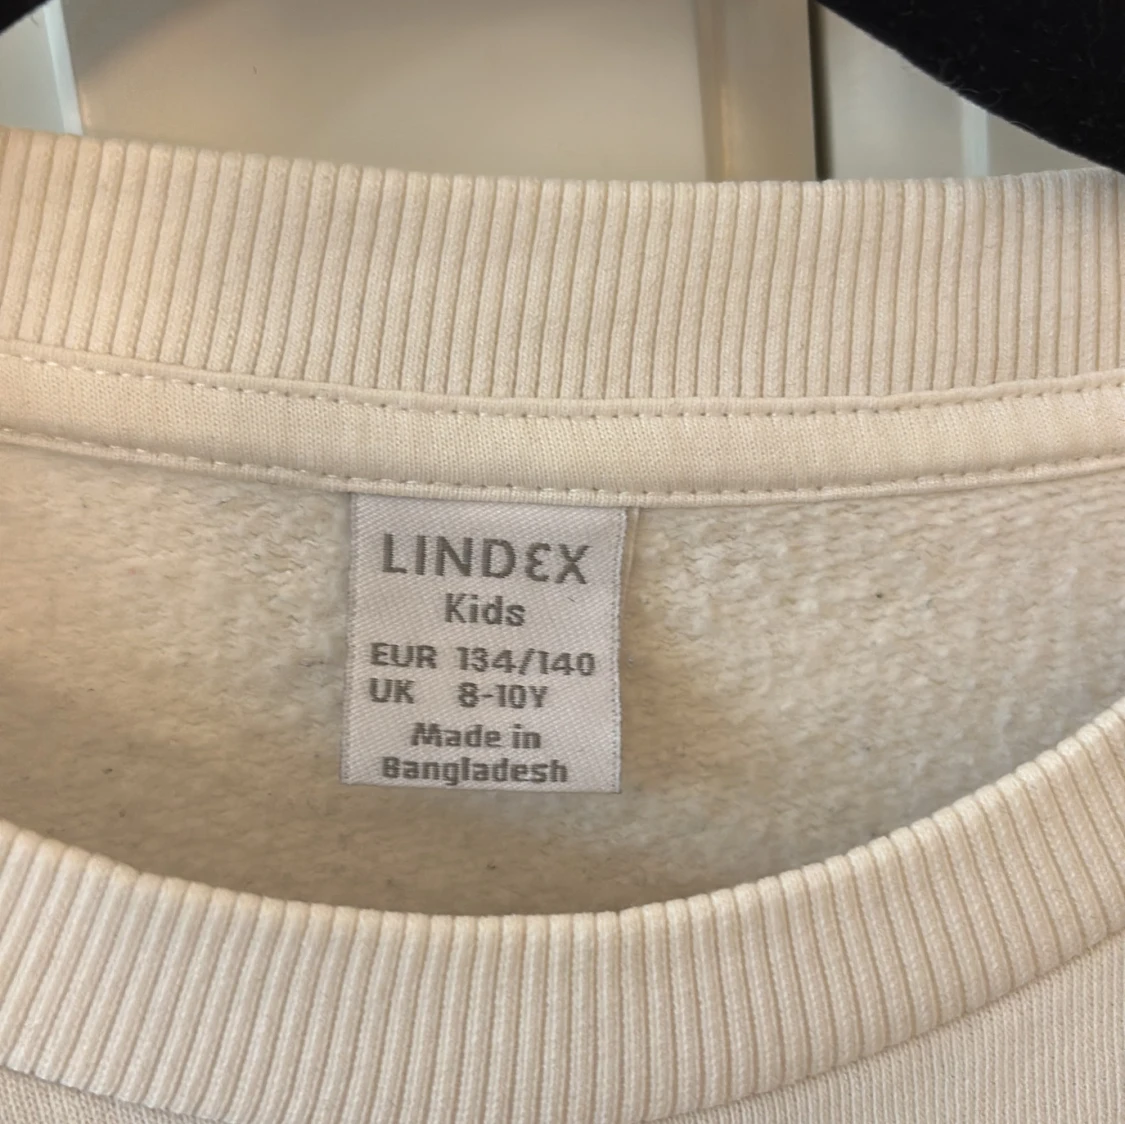 LINDEX
Kids
EUR 134/140
UK 8-10Y
Made in
Bangladesh